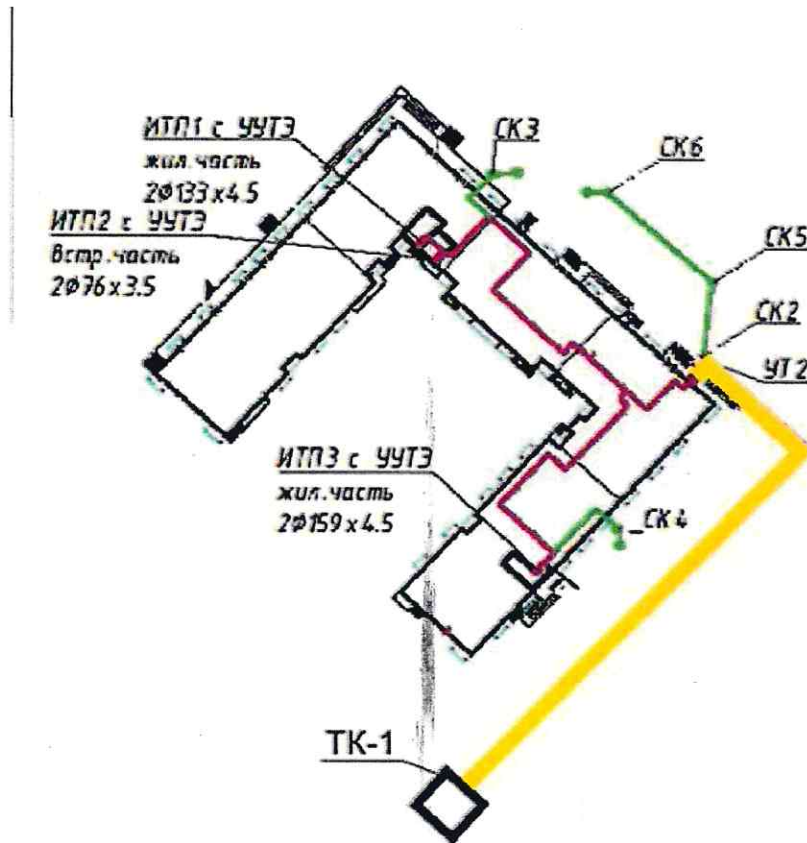 ИТП1 с УУТЭ
жил.часть
2Ø133х4.5
ИТП2 с УУТЭ
встр.часть
2Ø76х3.5
СК3
СК6
СК5
СК2
УТ2
ИТП3 с УУТЭ
жил.часть
2Ø159х4.5
СК4
ТК-1